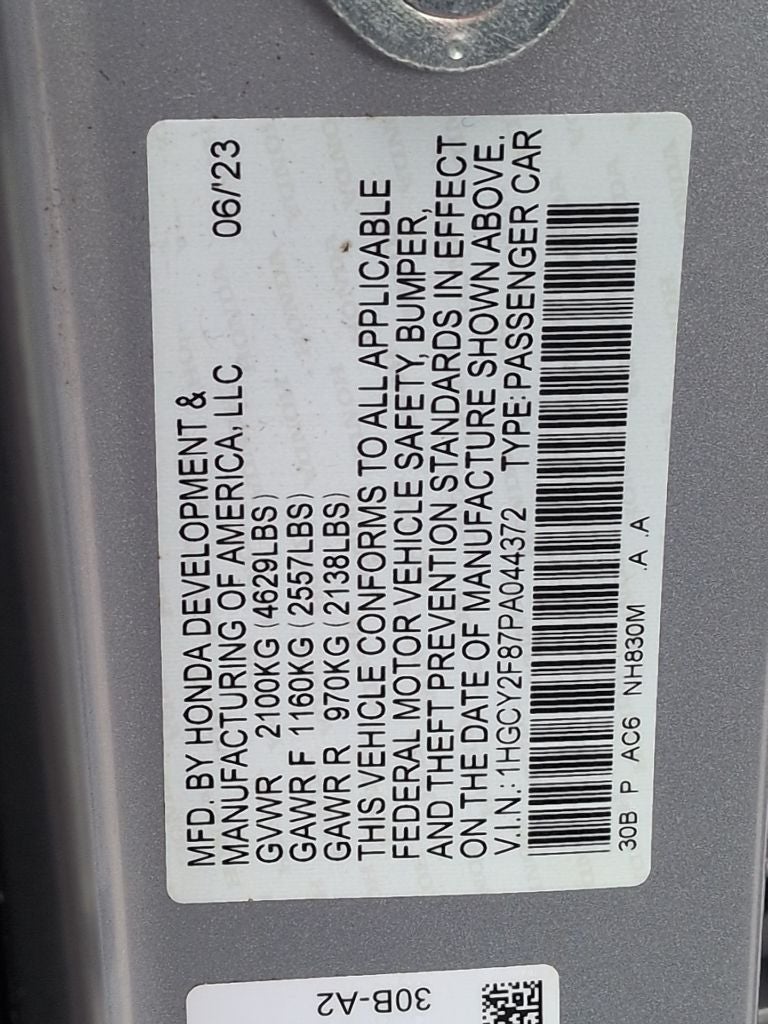 MFD. BY HONDA DEVELOPMENT &
MANUFACTURING OF AMERICA, LLC 06/'23
GVWR 2100KG (4629LBS)
GAWR F 1160KG (2557LBS)
GAWR R 970KG (2138LBS)
THIS VEHICLE CONFORMS TO ALL APPLICABLE
FEDERAL MOTOR VEHICLE SAFETY, BUMPER,
AND THEFT PREVENTION STANDARDS IN EFFECT
ON THE DATE OF MANUFACTURE SHOWN ABOVE.
V.I.N.: 1HGCY2F87PA044372 TYPE: PASSENGER CAR
30B P AC6 NH830M .A .A
30B-A2